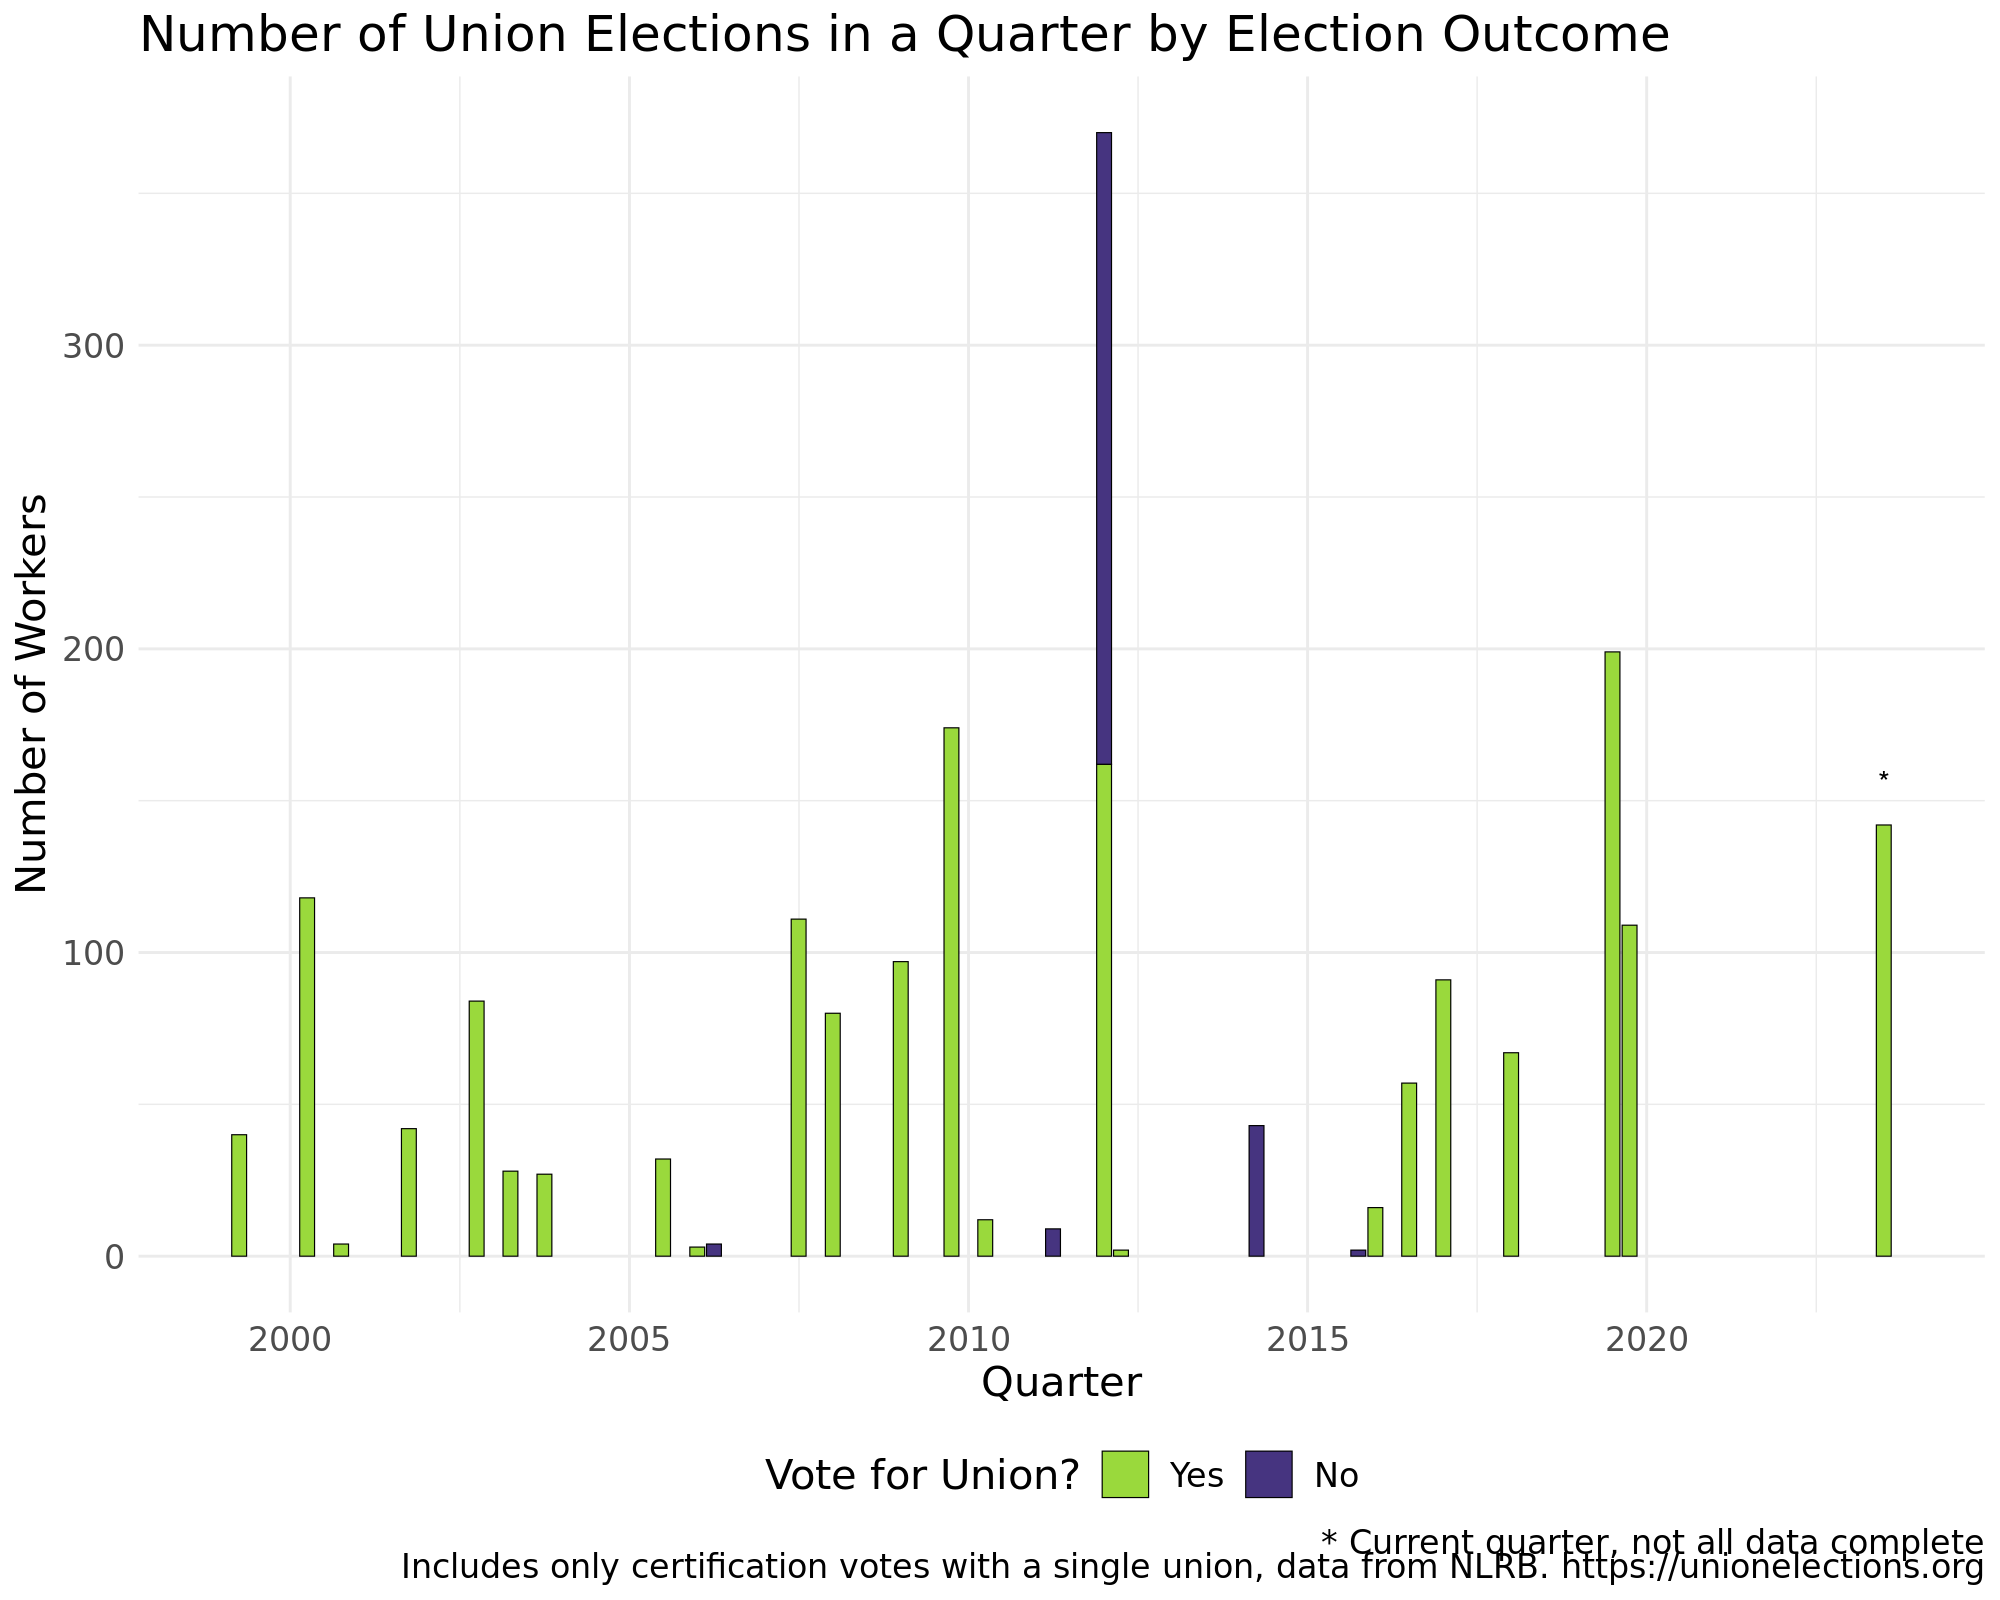 Number of Union Elections in a Quarter by Election Outcome
Number of Workers
300
200
100
0
*
2000 2005 2010 2015 2020
Quarter
Vote for Union? Yes No
* Current quarter, not all data complete
Includes only certification votes with a single union, data from NLRB. https://unionelections.org